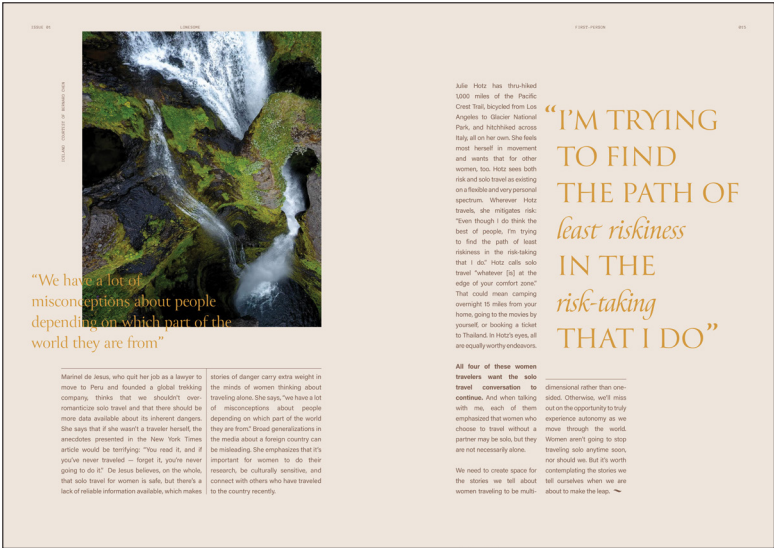 ISSUE 05
LONESOME
FIRST-PERSON
ICELAND COURTESY OF
“We have a lot of
misconceptions about people
depending on which part of the
world they are from”
Marinel de Jesus, who quit her job as a lawyer to
move to Peru and founded a global trekking
company, thinks that we shouldn’t over-
romanticize solo travel and that there should be
more data available about its inherent dangers.
She says that if she wasn’t a traveler herself, the
anecdotes presented in the New York Times
article would be terrifying: “You read it, and if
you’ve never traveled — forget it, you’re never
going to do it.” De Jesus believes, on the whole,
that solo travel for women is safe, but there’s a
lack of reliable information available, which makes
stories of danger carry extra weight in
the minds of women thinking about
traveling alone. She says, “we have a lot
of misconceptions about people
depending on which part of the world
they are from.” Broad generalizations in
the media about a foreign country can
be misleading. She emphasizes that it’s
important for women to do their
research, be culturally sensitive, and
connect with others who have traveled
to the country recently.
Julie Hotz has thru-hiked
1,000 miles of the Pacific
Crest Trail, bicycled from Los
Angeles to Glacier National
Park, and hitchhiked across
Italy, all on her own. She feels
most herself in movement
and wants that for other
women, too. Hotz sees both
risk and solo travel as existing
on a flexible and very personal
spectrum. Wherever Hotz
travels, she mitigates risk:
“Even though I do think the
best of people, I’m trying
to find the path of least
riskiness in the risk-taking
that I do.” Hotz calls solo
travel “whatever [is] at the
edge of your comfort zone.”
That could mean camping
overnight 15 miles from your
home, going to the movies by
yourself, or booking a ticket
to Thailand. In Hotz’s eyes, all
are equally worthy endeavors.
All four of these women
travelers want the solo
travel conversation to
continue. And when talking
with me, each of them
emphasized that women who
choose to travel without a
partner may be solo, but they
are not necessarily alone.
We need to create space for
the stories we tell about
women traveling to be multi-
dimensional rather than one-
sided. Otherwise, we’ll miss
out on the opportunity to truly
experience autonomy as we
move through the world.
Women aren’t going to stop
traveling solo anytime soon,
nor should we. But it’s worth
contemplating the stories we
tell ourselves when we are
about to make the leap.
“I’M TRYING
TO FIND
THE PATH OF
least riskiness
IN THE
risk-taking
THAT I DO”